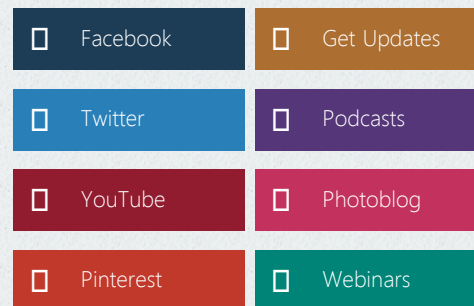 Facebook
Get Updates
Twitter
Podcasts
YouTube
Photoblog
Pinterest
Webinars